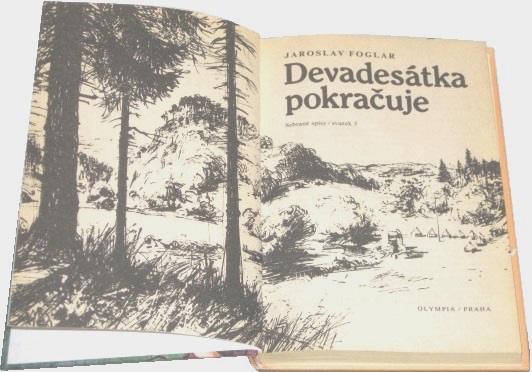 JAROSLAV FOGLAR
Devadesátka
pokračuje
Sebrané spisy / svazek 5
OLYMPIA / PRAHA